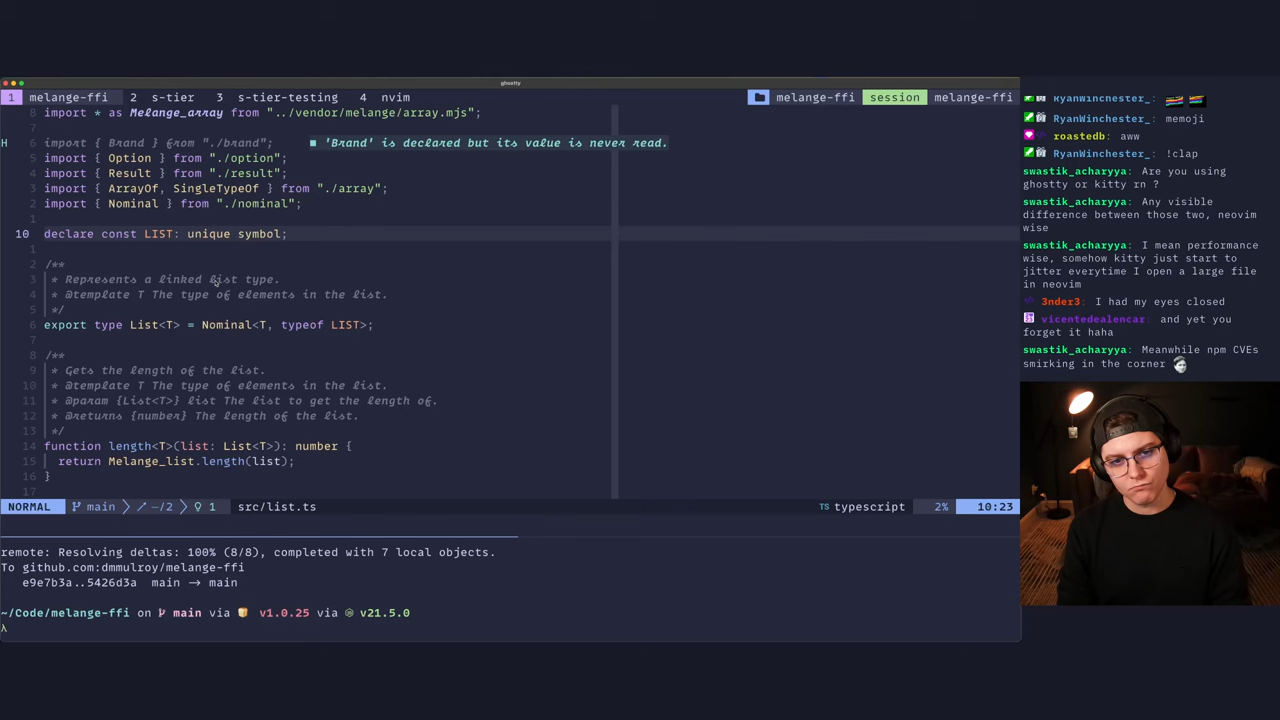 ghostty
1 melange-ffi 2 s-tier 3 s-tier-testing 4 nvim melange-ffi session melange-ffi
8 import * as Melange_array from "../vendor/melange/array.mjs";
7
H 6 import { Brand } from "./brand"; ■ 'Brand' is declared but its value is never read.
5 import { Option } from "./option";
4 import { Result } from "./result";
3 import { ArrayOf, SingleTypeOf } from "./array";
2 import { Nominal } from "./nominal";
1
10 declare const LIST: unique symbol;
1
2 /**
3 * Represents a linked list type.
4 * @template T The type of elements in the list.
5 */
6 export type List<T> = Nominal<T, typeof LIST>;
7
8 /**
9 * Gets the length of the list.
10 * @template T The type of elements in the list.
11 * @param {List<T>} list The list to get the length of.
12 * @returns {number} The length of the list.
13 */
14 function length<T>(list: List<T>): number {
15 return Melange_list.length(list);
16 }
17
NORMAL main ~/2 1 src/list.ts TS typescript 2% 10:23
remote: Resolving deltas: 100% (8/8), completed with 7 local objects.
To github.com:dmmulroy/melange-ffi
e9e7b3a..5426d3a main → main
~/Code/melange-ffi on main via v1.0.25 via v21.5.0
λ
RyanWinchester_:
RyanWinchester_: memoji
roastedb: aww
RyanWinchester_: !clap
swastik_acharyya: Are you using
ghostty or kitty rn ?
swastik_acharyya: Any visible
difference between those two, neovim
wise
swastik_acharyya: I mean performance
wise, somehow kitty just start to
jitter everytime I open a large file
in neovim
3nder3: I had my eyes closed
vicentedealencar: and yet you
forget it haha
swastik_acharyya: Meanwhile npm CVEs
smirking in the corner